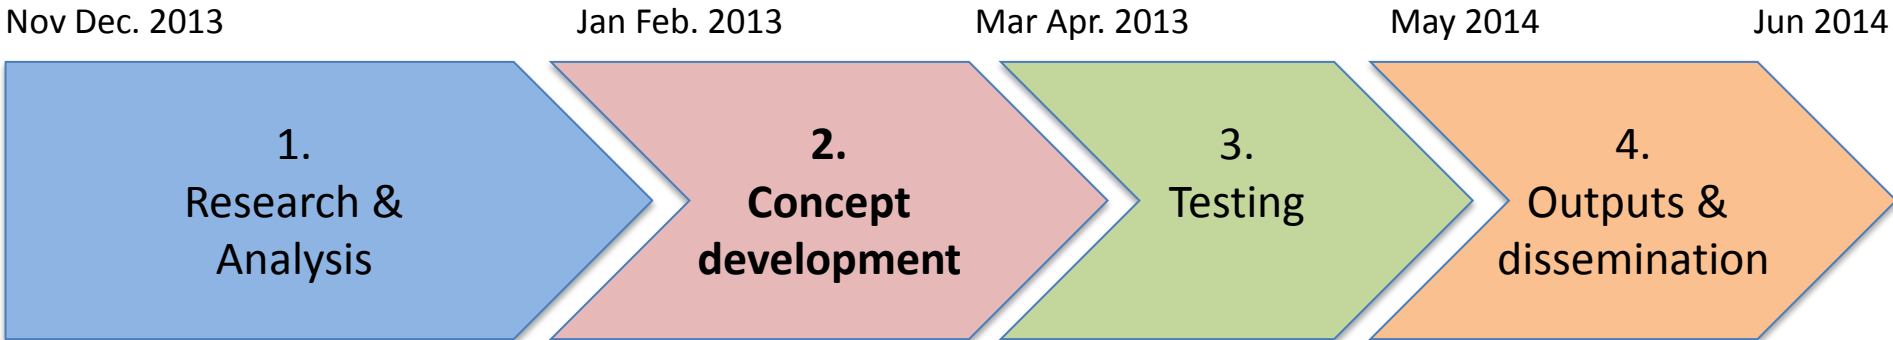 Nov Dec. 2013
Jan Feb. 2013
Mar Apr. 2013
May 2014
Jun 2014
1.
Research &
Analysis
2.
Concept
development
3.
Testing
4.
Outputs &
dissemination